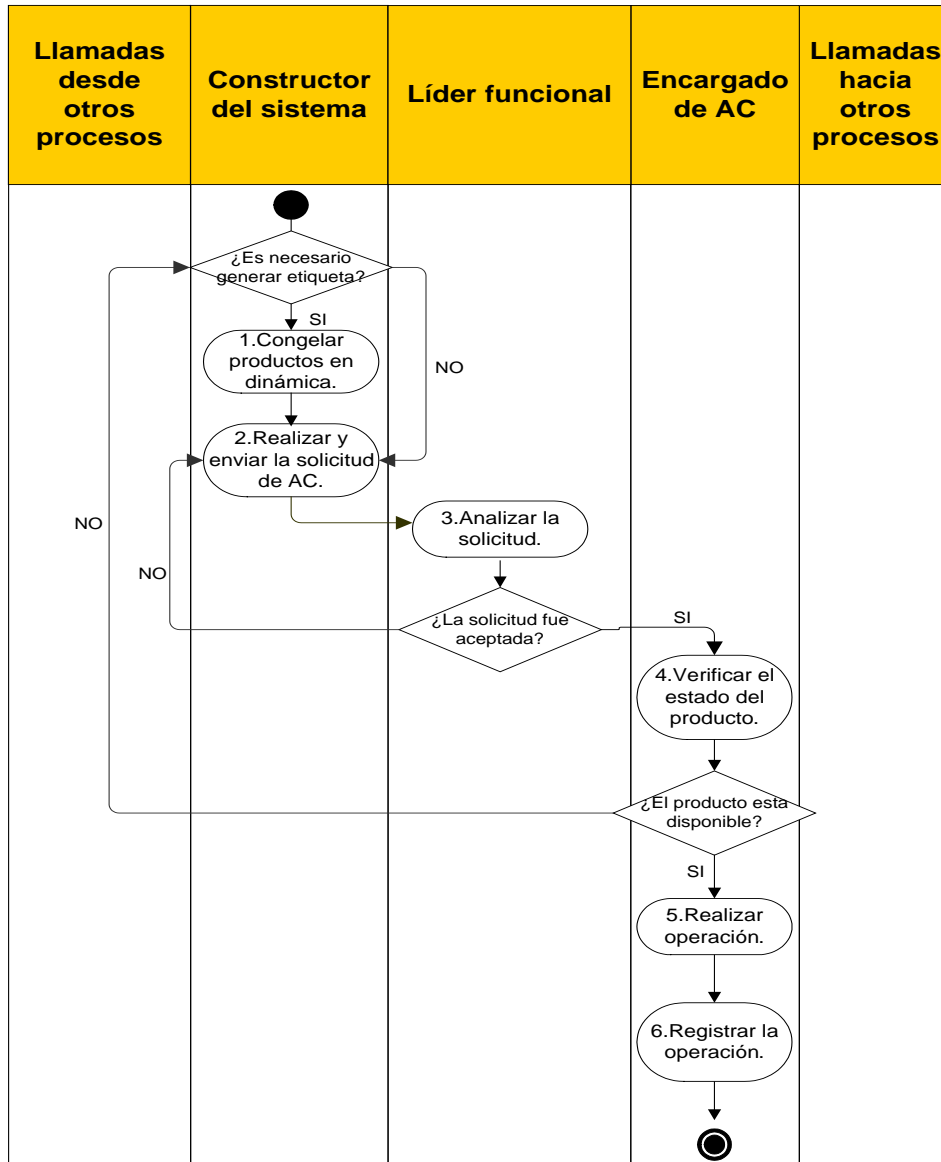 Llamadas
desde
otros
procesos
Constructor
del sistema
Líder funcional
Encargado
de AC
Llamadas
hacia
otros
procesos
¿Es necesario
generar etiqueta?
SI
1.Congelar
productos en
dinámica.
NO
2.Realizar y
enviar la solicitud
de AC.
3.Analizar la
solicitud.
NO
NO
¿La solicitud fue
aceptada?
SI
4.Verificar el
estado del
producto.
¿El producto esta
disponible?
SI
5.Realizar
operación.
6.Registrar la
operación.